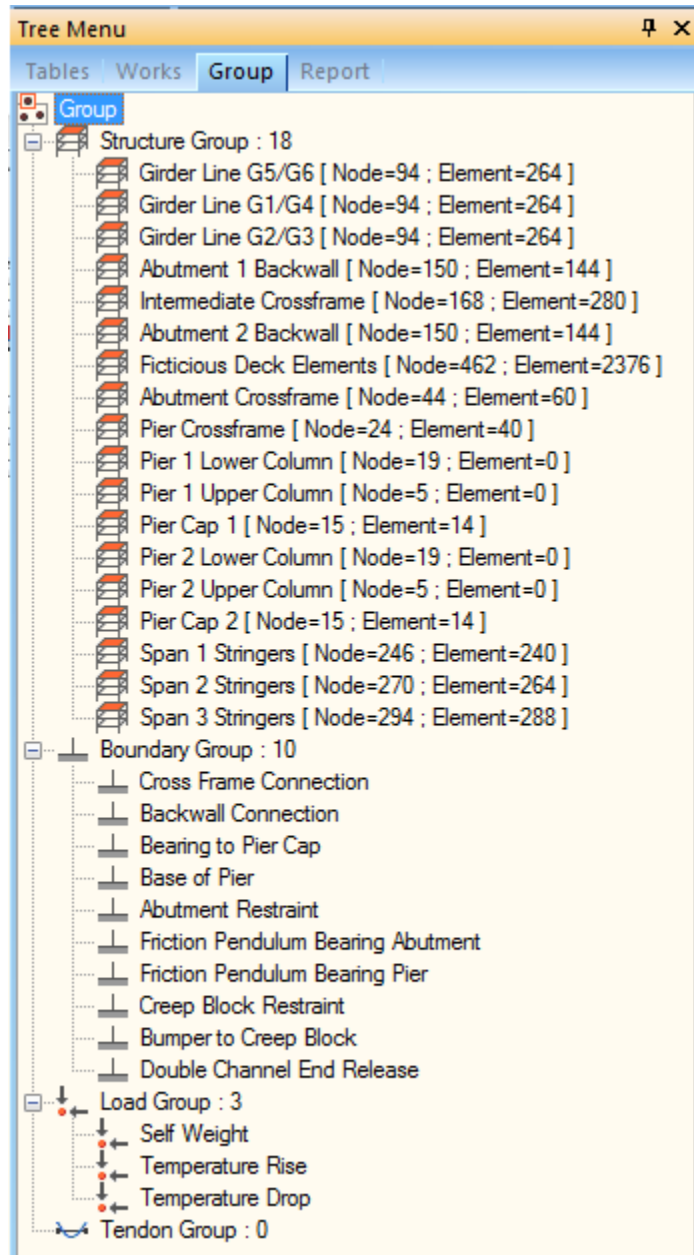 Tree Menu
Tables Works Group Report
Group
Structure Group : 18
Girder Line G5/G6 [ Node=94 ; Element=264 ]
Girder Line G1/G4 [ Node=94 ; Element=264 ]
Girder Line G2/G3 [ Node=94 ; Element=264 ]
Abutment 1 Backwall [ Node=150 ; Element=144 ]
Intermediate Crossframe [ Node=168 ; Element=280 ]
Abutment 2 Backwall [ Node=150 ; Element=144 ]
Ficticious Deck Elements [ Node=462 ; Element=2376 ]
Abutment Crossframe [ Node=44 ; Element=60 ]
Pier Crossframe [ Node=24 ; Element=40 ]
Pier 1 Lower Column [ Node=19 ; Element=0 ]
Pier 1 Upper Column [ Node=5 ; Element=0 ]
Pier Cap 1 [ Node=15 ; Element=14 ]
Pier 2 Lower Column [ Node=19 ; Element=0 ]
Pier 2 Upper Column [ Node=5 ; Element=0 ]
Pier Cap 2 [ Node=15 ; Element=14 ]
Span 1 Stringers [ Node=246 ; Element=240 ]
Span 2 Stringers [ Node=270 ; Element=264 ]
Span 3 Stringers [ Node=294 ; Element=288 ]
Boundary Group : 10
Cross Frame Connection
Backwall Connection
Bearing to Pier Cap
Base of Pier
Abutment Restraint
Friction Pendulum Bearing Abutment
Friction Pendulum Bearing Pier
Creep Block Restraint
Bumper to Creep Block
Double Channel End Release
Load Group : 3
Self Weight
Temperature Rise
Temperature Drop
Tendon Group : 0